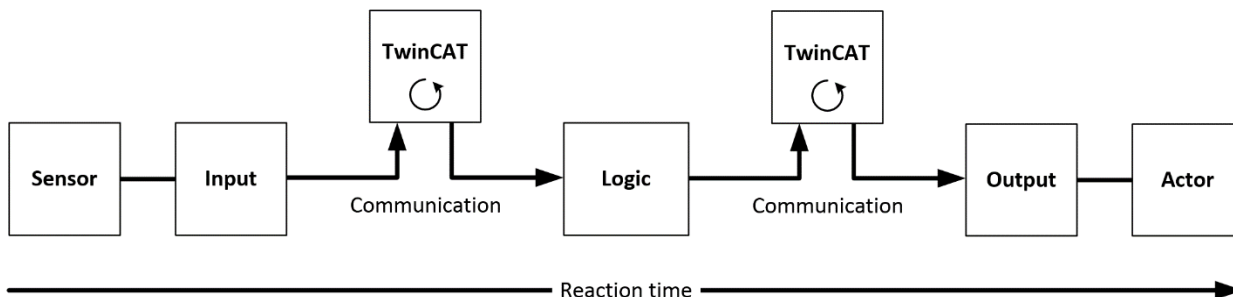 TwinCAT
TwinCAT
Sensor
Input
Logic
Output
Actor
Communication
Communication
Reaction time